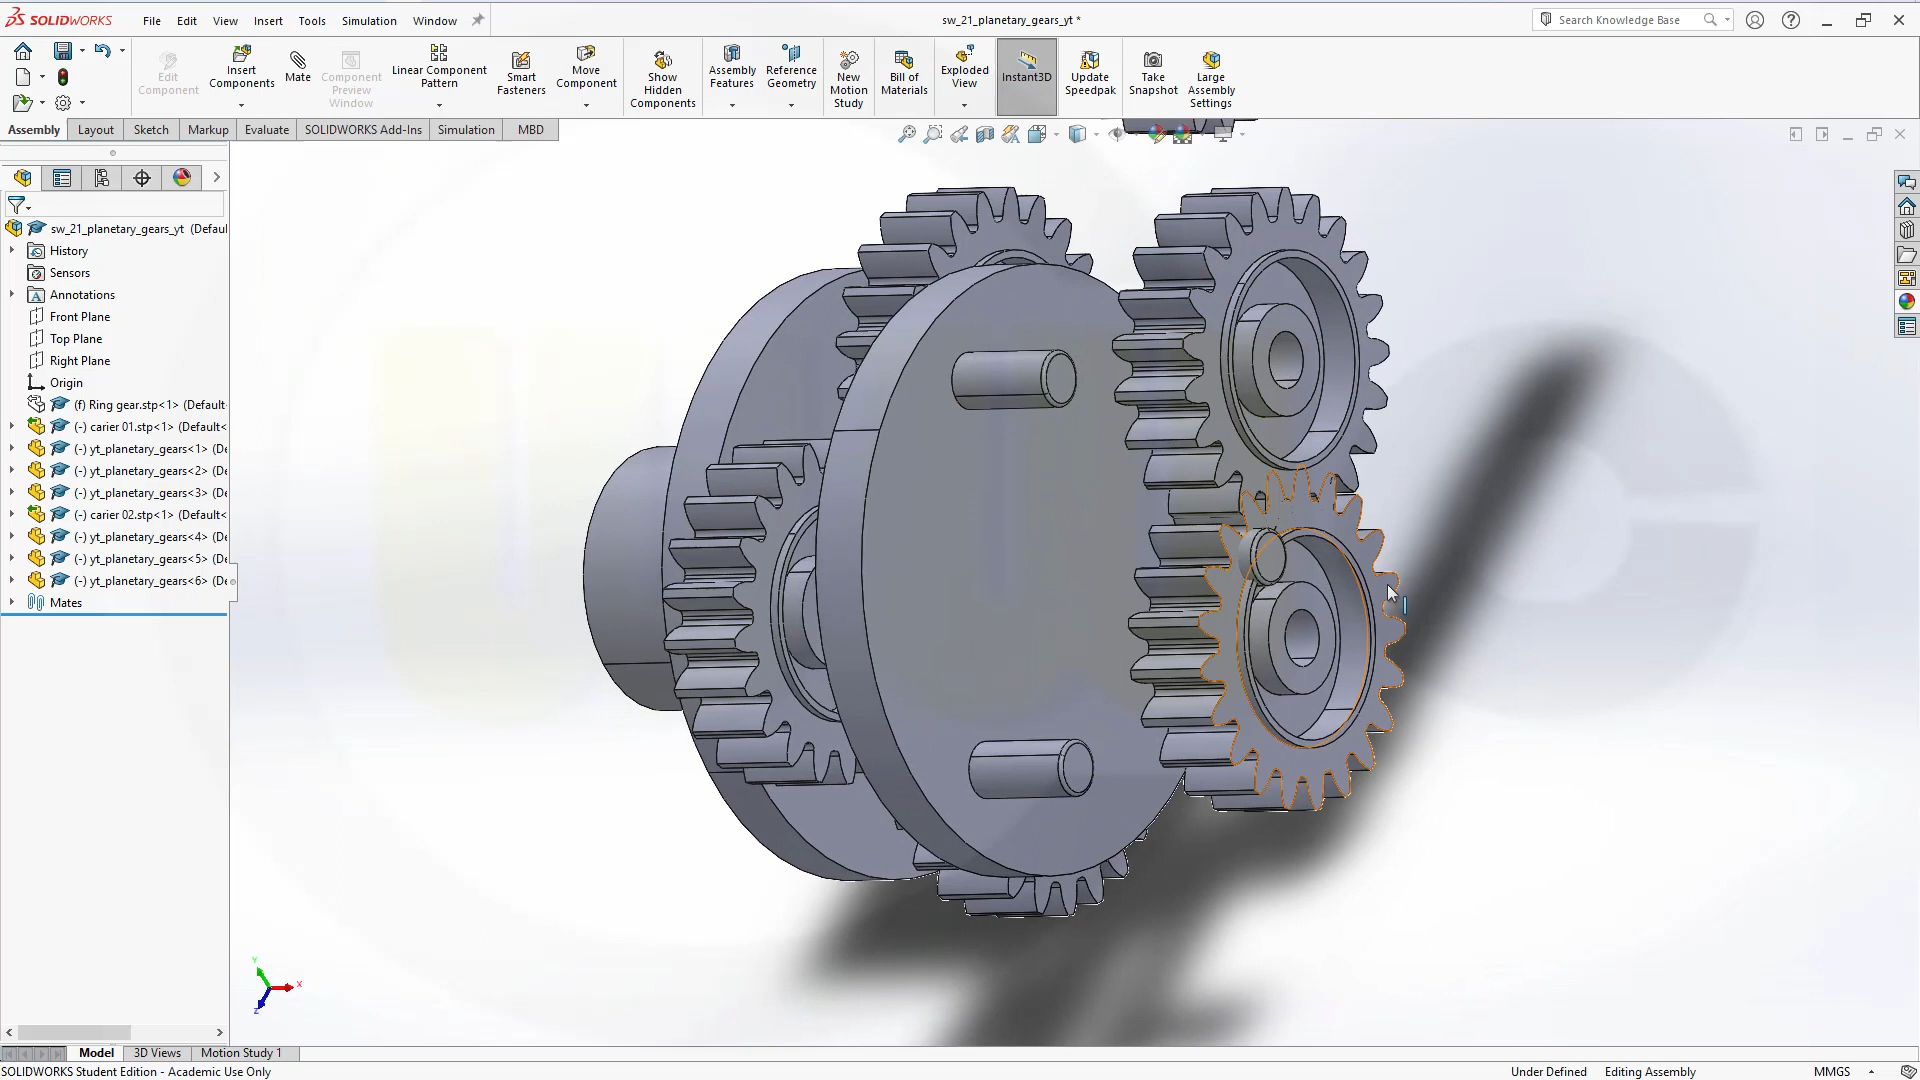 SOLIDWORKS File Edit View Insert Tools Simulation Window sw_21_planetary_gears_yt * Search Knowledge Base
Edit Component
Insert Components
Mate
Component Preview Window
Linear Component Pattern
Smart Fasteners
Move Component
Show Hidden Components
Assembly Features
Reference Geometry
New Motion Study
Bill of Materials
Exploded View
Instant3D
Update Speedpak
Take Snapshot
Large Assembly Settings
Assembly Layout Sketch Markup Evaluate SOLIDWORKS Add-Ins Simulation MBD
sw_21_planetary_gears_yt (Defaul
History
Sensors
Annotations
Front Plane
Top Plane
Right Plane
Origin
(f) Ring gear.stp<1> (Default
(-) carier 01.stp<1> (Default<
(-) yt_planetary_gears<1> (De
(-) yt_planetary_gears<2> (De
(-) yt_planetary_gears<3> (De
(-) carier 02.stp<1> (Default<
(-) yt_planetary_gears<4> (De
(-) yt_planetary_gears<5> (De
(-) yt_planetary_gears<6> (De
Mates
Y
X
Z
Model 3D Views Motion Study 1
SOLIDWORKS Student Edition - Academic Use Only Under Defined Editing Assembly MMGS